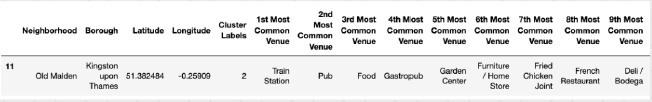 Neighborhood Borough Latitude Longitude Cluster Labels 1st Most Common Venue 2nd Most Common Venue 3rd Most Common Venue 4th Most Common Venue 5th Most Common Venue 6th Most Common Venue 7th Most Common Venue 8th Most Common Venue 9th Most Common Venue
11 Old Malden Kingston upon Thames 51.382484 -0.25909 2 Train Station Pub Food Gastropub Garden Center Furniture / Home Store Fried Chicken Joint French Restaurant Deli / Bodega